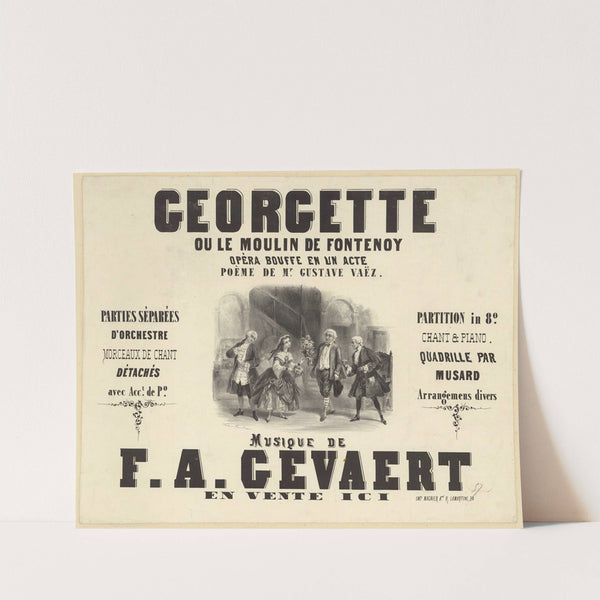 GEORGETTE
OU LE MOULIN DE FONTENOY
OPÈRA BOUFFE EN UN ACTE
POÈME DE Mr. GUSTAVE VAËZ.
PARTIES SÉPARÉES
D'ORCHESTRE
MORCEAUX DE CHANT
DÉTACHÉS
avec Acct. de Po.
PARTITION in 8º
CHANT & PIANO.
QUADRILLE PAR
MUSARD
Arrangemens divers
MUSIQUE DE
F. A. GEVAERT
EN VENTE ICI